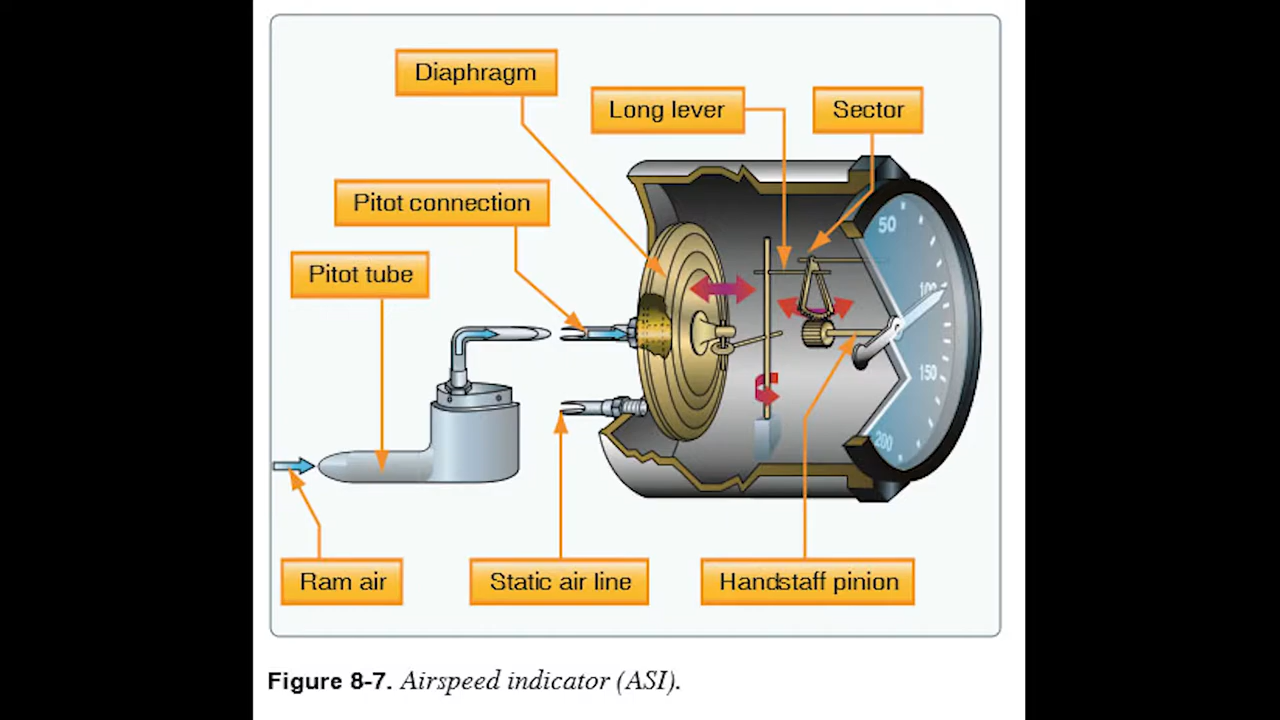 Diaphragm
Long lever
Sector
Pitot connection
Pitot tube
50
100
150
200
Ram air
Static air line
Handstaff pinion
Figure 8-7. Airspeed indicator (ASI).